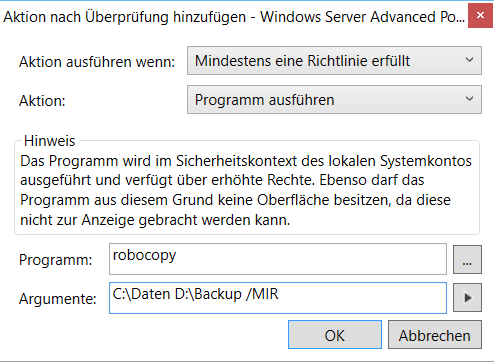 Aktion nach Überprüfung hinzufügen - Windows Server Advanced Po...
Aktion ausführen wenn: Mindestens eine Richtlinie erfüllt
Aktion: Programm ausführen
Hinweis
Das Programm wird im Sicherheitskontext des lokalen Systemkontos
ausgeführt und verfügt über erhöhte Rechte. Ebenso darf das
Programm aus diesem Grund keine Oberfläche besitzen, da diese
nicht zur Anzeige gebracht werden kann.
Programm: robocopy ...
Argumente: C:\Daten D:\Backup /MIR
OK Abbrechen